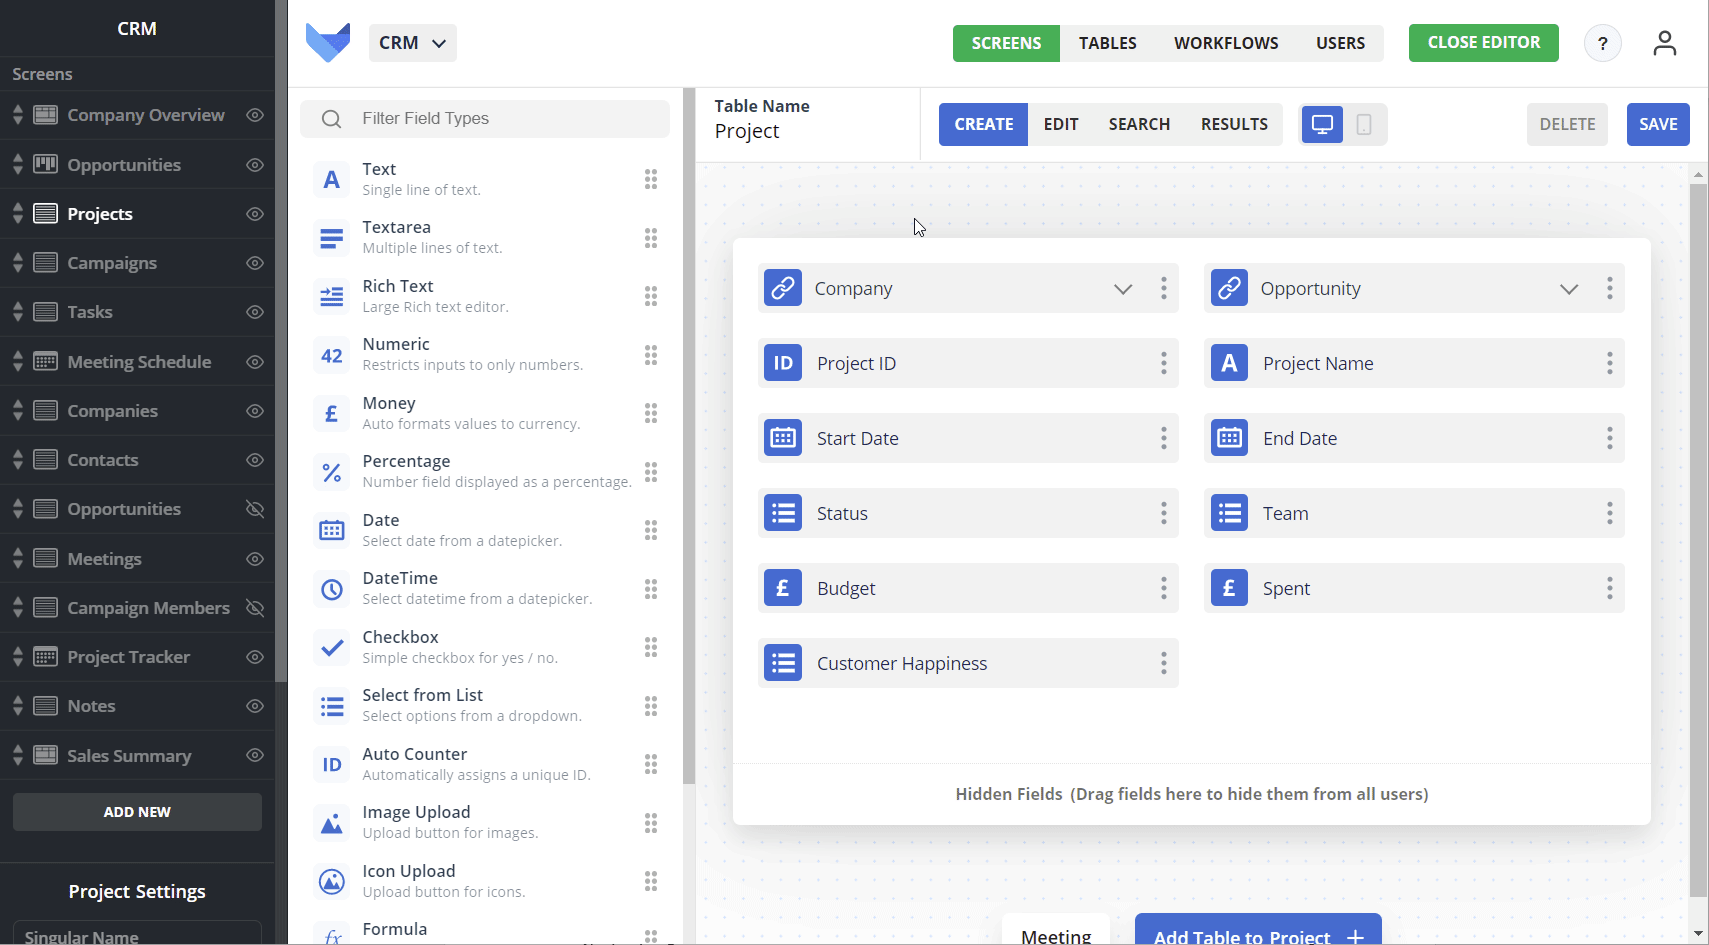 CRM
Screens
Company Overview
Opportunities
Projects
Campaigns
Tasks
Meeting Schedule
Companies
Contacts
Opportunities
Meetings
Campaign Members
Project Tracker
Notes
Sales Summary
ADD NEW
Project Settings
Singular Name
CRM
SCREENS TABLES WORKFLOWS USERS
CLOSE EDITOR
?
Filter Field Types
A Text
Single line of text.
Textarea
Multiple lines of text.
Rich Text
Large Rich text editor.
42 Numeric
Restricts inputs to only numbers.
£ Money
Auto formats values to currency.
% Percentage
Number field displayed as a percentage.
Date
Select date from a datepicker.
DateTime
Select datetime from a datepicker.
Checkbox
Simple checkbox for yes / no.
Select from List
Select options from a dropdown.
ID Auto Counter
Automatically assigns a unique ID.
Image Upload
Upload button for images.
Icon Upload
Upload button for icons.
fx Formula
Table Name
Project
CREATE EDIT SEARCH RESULTS
DELETE SAVE
Company
Opportunity
ID Project ID
A Project Name
Start Date
End Date
Status
Team
£ Budget
£ Spent
Customer Happiness
Hidden Fields (Drag fields here to hide them from all users)
Meeting
Add Table to Project +